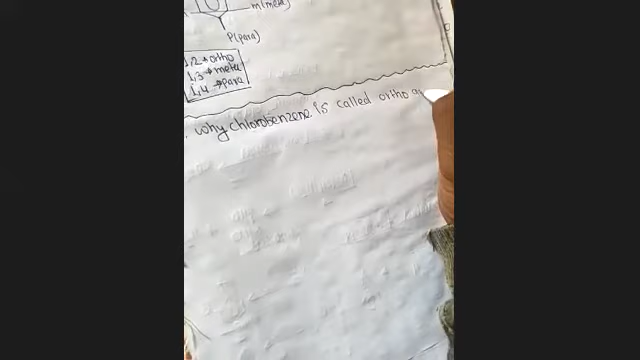 m(meta)
P(para)
1,2 → ortho
1,3 → meta
1,4 → para
why chlorobenzene is called ortho